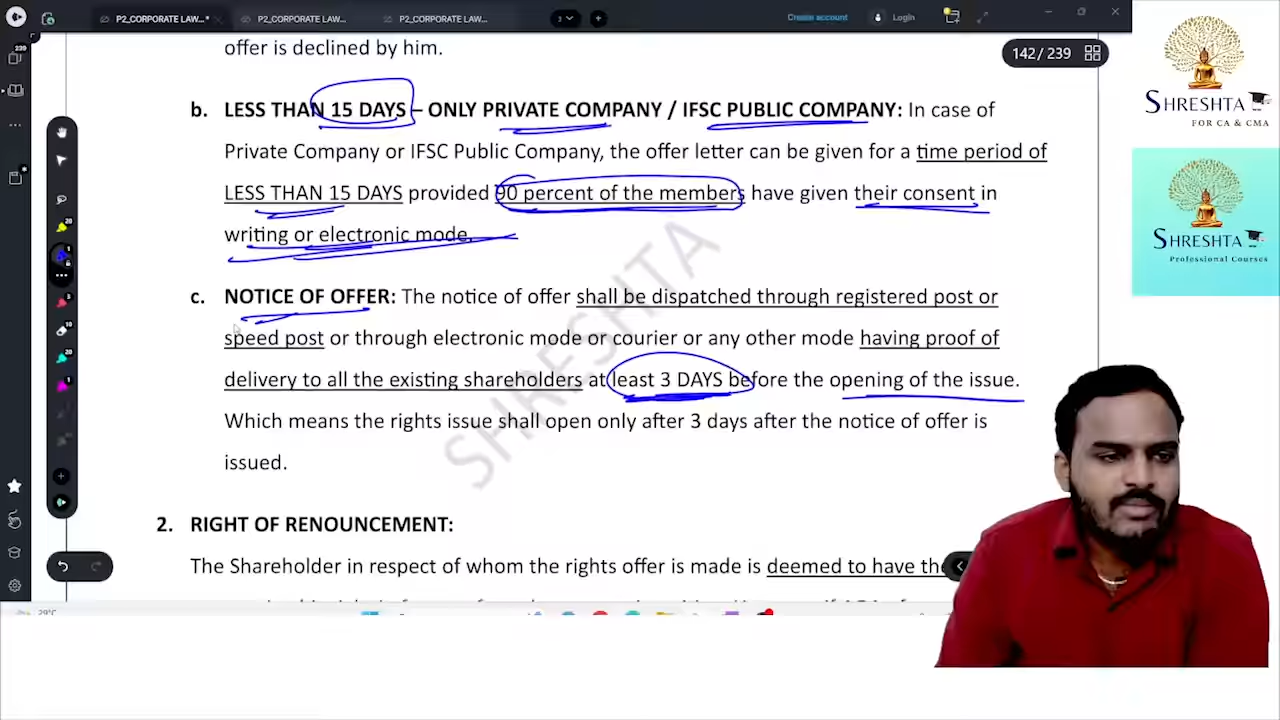 P2_CORPORATE LAW...* P2_CORPORATE LAW... P2_CORPORATE LAW... 3 Create account Login
239
offer is declined by him.
142 / 239
b. LESS THAN 15 DAYS – ONLY PRIVATE COMPANY / IFSC PUBLIC COMPANY: In case of
Private Company or IFSC Public Company, the offer letter can be given for a time period of
LESS THAN 15 DAYS provided 90 percent of the members have given their consent in
writing or electronic mode.
c. NOTICE OF OFFER: The notice of offer shall be dispatched through registered post or
speed post or through electronic mode or courier or any other mode having proof of
delivery to all the existing shareholders at least 3 DAYS before the opening of the issue.
Which means the rights issue shall open only after 3 days after the notice of offer is
issued.
2. RIGHT OF RENOUNCEMENT:
The Shareholder in respect of whom the rights offer is made is deemed to have the
SHRESHTA
29°C
SHRESHTA
FOR CA & CMA
SHRESHTA
Professional Courses